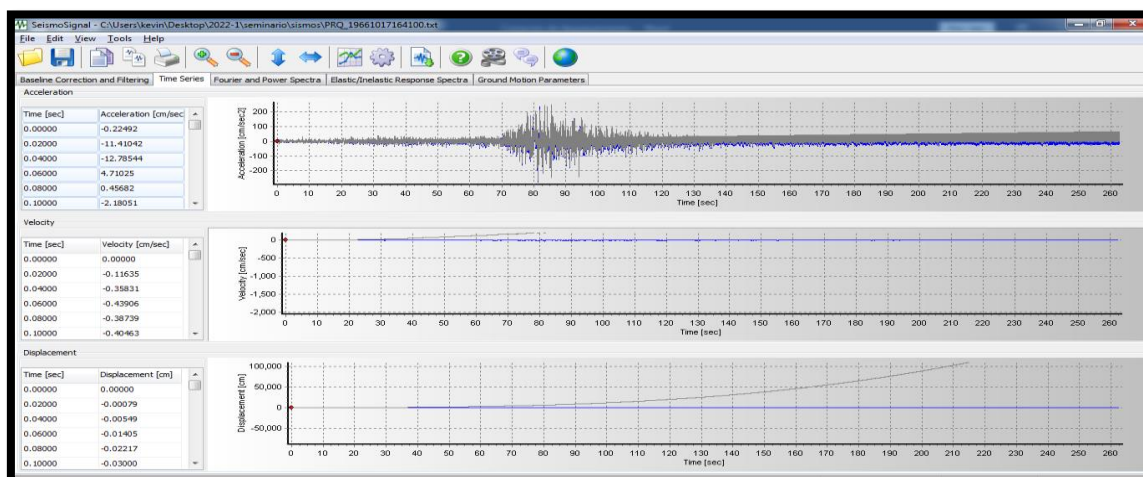 SeismoSignal - C:\Users\kevin\Desktop\2022-1\seminario\sismos\PRQ_19661017164100.txt
File Edit View Tools Help
Baseline Correction and Filtering Time Series Fourier and Power Spectra Elastic/Inelastic Response Spectra Ground Motion Parameters
Acceleration
Time [sec] Acceleration [cm/sec
0.00000 -0.22492
0.02000 -11.41042
0.04000 -12.78544
0.06000 4.71025
0.08000 0.45682
0.10000 -2.18051
Acceleration [cm/sec2]
200
100
0
-100
-200
0 10 20 30 40 50 60 70 80 90 100 110 120 130 140 150 160 170 180 190 200 210 220 230 240 250 260
Time [sec]
Velocity
Time [sec] Velocity [cm/sec]
0.00000 0.00000
0.02000 -0.11635
0.04000 -0.35831
0.06000 -0.43906
0.08000 -0.38739
0.10000 -0.40463
Velocity [cm/sec]
0
-500
-1,000
-1,500
-2,000
0 10 20 30 40 50 60 70 80 90 100 110 120 130 140 150 160 170 180 190 200 210 220 230 240 250 260
Time [sec]
Displacement
Time [sec] Displacement [cm]
0.00000 0.00000
0.02000 -0.00079
0.04000 -0.00549
0.06000 -0.01405
0.08000 -0.02217
0.10000 -0.03000
Displacement [cm]
100,000
50,000
0
-50,000
0 10 20 30 40 50 60 70 80 90 100 110 120 130 140 150 160 170 180 190 200 210 220 230 240 250 260
Time [sec]